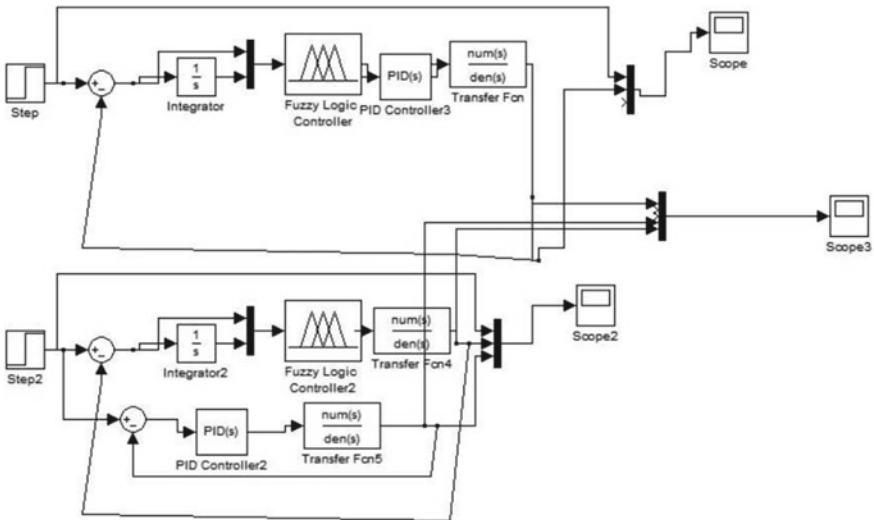 Step
+
−
1
s
Integrator
Fuzzy Logic
Controller
PID(s)
PID Controller3
num(s)
den(s)
Transfer Fcn
Scope
Scope3
Step2
+
−
1
s
Integrator2
Fuzzy Logic
Controller2
num(s)
den(s)
Transfer Fcn4
Scope2
+
−
PID(s)
PID Controller2
num(s)
den(s)
Transfer Fcn5